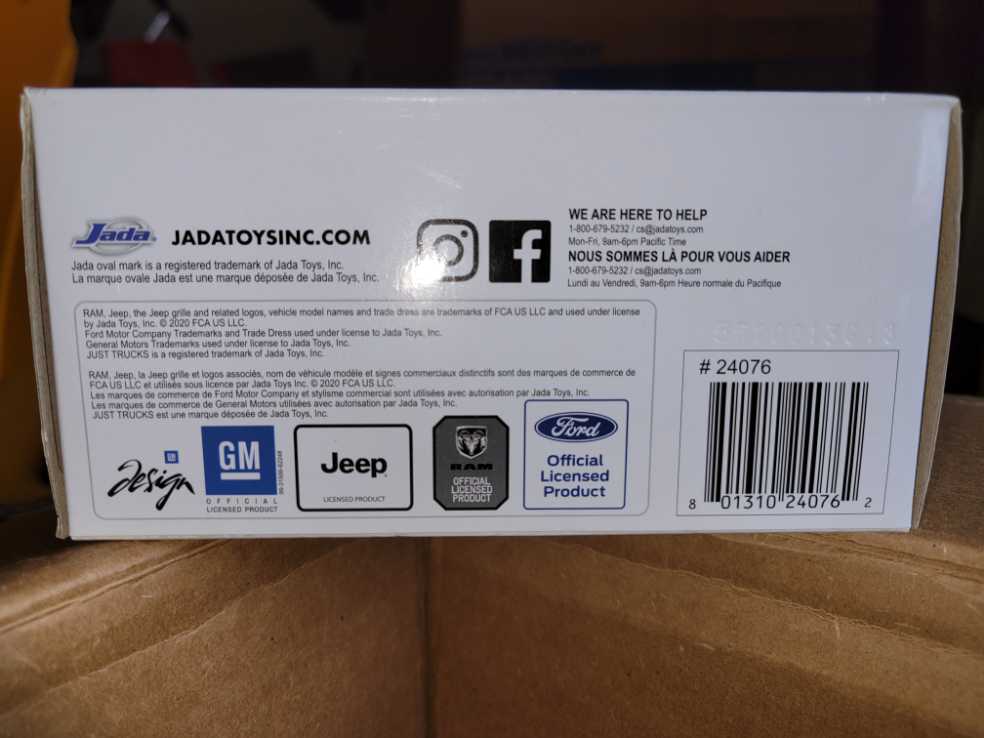 Jada
JADATOYSINC.COM
Jada oval mark is a registered trademark of Jada Toys, Inc.
La marque ovale Jada est une marque déposée de Jada Toys, Inc.
f
WE ARE HERE TO HELP
1-800-679-5232 / cs@jadatoys.com
Mon-Fri, 9am-6pm Pacific Time
NOUS SOMMES LÀ POUR VOUS AIDER
1-800-679-5232 / cs@jadatoys.com
Lundi au Vendredi, 9am-6pm Heure normale du Pacifique
RAM, Jeep, the Jeep grille and related logos, vehicle model names and trade dress are trademarks of FCA US LLC and used under license
by Jada Toys, Inc. © 2020 FCA US LLC.
Ford Motor Company Trademarks and Trade Dress used under license to Jada Toys, Inc.
General Motors Trademarks used under license to Jada Toys, Inc.
JUST TRUCKS is a registered trademark of Jada Toys, Inc.
RAM, Jeep, la Jeep grille et logos associés, nom de véhicule modèle et signes commerciaux distinctifs sont des marques de commerce de
FCA US LLC et utilisés sous licence par Jada Toys Inc. © 2020 FCA US LLC.
Les marques de commerce de Ford Motor Company et stylisme commercial sont utilisées avec autorisation par Jada Toys, Inc.
Les marques de commerce de General Motors utilisées avec autorisation par Jada Toys, Inc.
JUST TRUCKS est une marque déposée de Jada Toys, Inc.
GM
design
GM
OFFICIAL
LICENSED PRODUCT
Jeep
LICENSED PRODUCT
RAM
OFFICIAL
LICENSED
PRODUCT
Ford
Official
Licensed
Product
# 24076
8 01310 24076 2